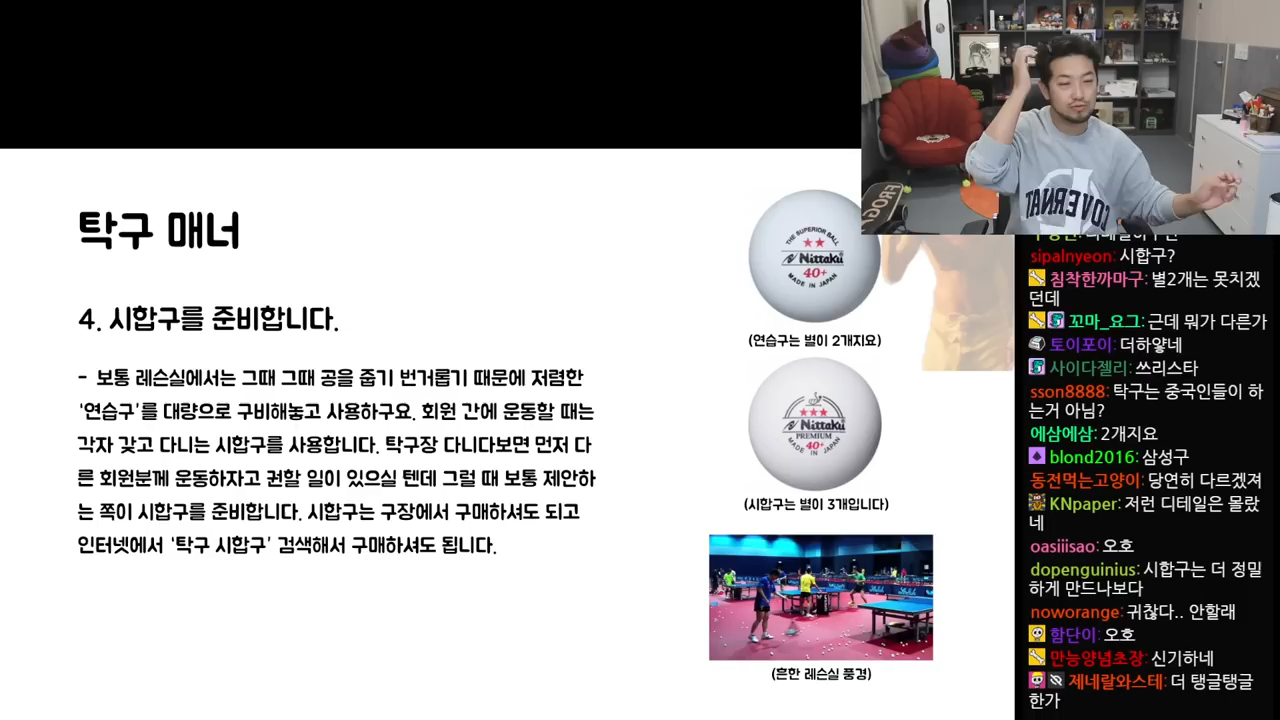 탁구 매너
4. 시합구를 준비합니다.
- 보통 레슨실에서는 그때 그때 공을 줍기 번거롭기 때문에 저렴한
‘연습구’를 대량으로 구비해놓고 사용하구요. 회원 간에 운동할 때는
각자 갖고 다니는 시합구를 사용합니다. 탁구장 다니다보면 먼저 다
른 회원분께 운동하자고 권할 일이 있으실 텐데 그럴 때 보통 제안하
는 쪽이 시합구를 준비합니다. 시합구는 구장에서 구매하셔도 되고
인터넷에서 ‘탁구 시합구’ 검색해서 구매하셔도 됩니다.
THE SUPERIOR BALL
Nittaku
40+
MADE IN JAPAN
(연습구는 별이 2개지요)
Nittaku
PREMIUM
40+
MADE IN JAPAN
(시합구는 별이 3개입니다)
(흔한 레슨실 풍경)
GOVERNAT
FROG
sipalnyeon: 시합구?
침착한까마구: 별2개는 못치겠
던데
꼬마_요그: 근데 뭐가 다른가
토이포이: 더하얗네
사이다젤리: 쓰리스타
sson8888: 탁구는 중국인들이 하
는거 아님?
에삼에삼: 2개지요
blond2016: 삼성구
동전먹는고양이: 당연히 다르겠져
KNpaper: 저런 디테일은 몰랐
네
oasiiisao: 오호
dopenguinius: 시합구는 더 정밀
하게 만드나보다
noworange: 귀찮다.. 안할래
함단이: 오호
만능양념초장: 신기하네
제네랄와스테: 더 탱글탱글
한가